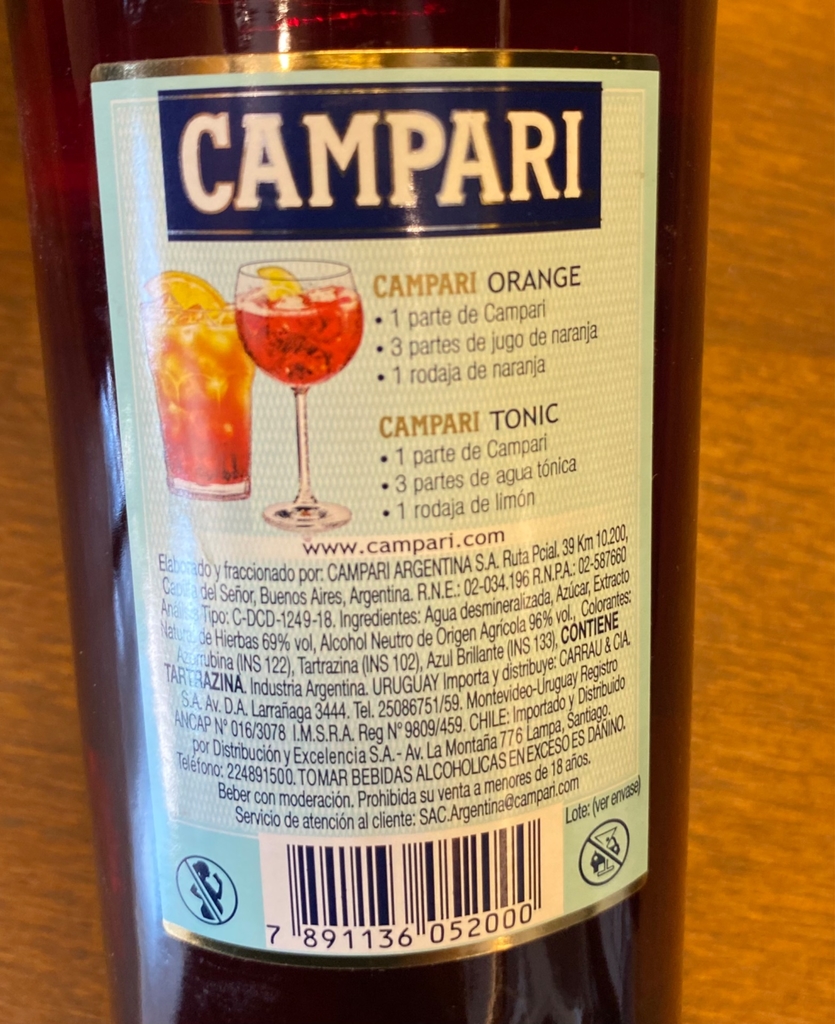 CAMPARI
CAMPARI ORANGE
• 1 parte de Campari
• 3 partes de jugo de naranja
• 1 rodaja de naranja
CAMPARI TONIC
• 1 parte de Campari
• 3 partes de agua tónica
• 1 rodaja de limón
www.campari.com
Elaborado y fraccionado por: CAMPARI ARGENTINA S.A. Ruta Pcial. 39 Km 10.200,
Capilla del Señor, Buenos Aires, Argentina. R.N.E.: 02-034.196 R.N.P.A.: 02-587660
Análisis Tipo: C-DCD-1249-18. Ingredientes: Agua desmineralizada, Azúcar, Extracto
Natural de Hierbas 69% vol, Alcohol Neutro de Origen Agrícola 96% vol., Colorantes:
Azorrubina (INS 122), Tartrazina (INS 102), Azul Brillante (INS 133), CONTIENE
TARTRAZINA. Industria Argentina. URUGUAY Importa y distribuye: CARRAU & CIA.
S.A. Av. D.A. Larrañaga 3444. Tel. 25086751/59. Montevideo-Uruguay Registro
ANCAP N° 016/3078 I.M.S.R.A. Reg N° 9809/459. CHILE: Importado y Distribuido
por Distribución y Excelencia S.A. - Av. La Montaña 776 Lampa, Santiago.
Teléfono: 224891500. TOMAR BEBIDAS ALCOHOLICAS EN EXCESO ES DAÑINO.
Beber con moderación. Prohibida su venta a menores de 18 años.
Servicio de atención al cliente: SAC.Argentina@campari.com
Lote: (ver envase)
7 891136 052000